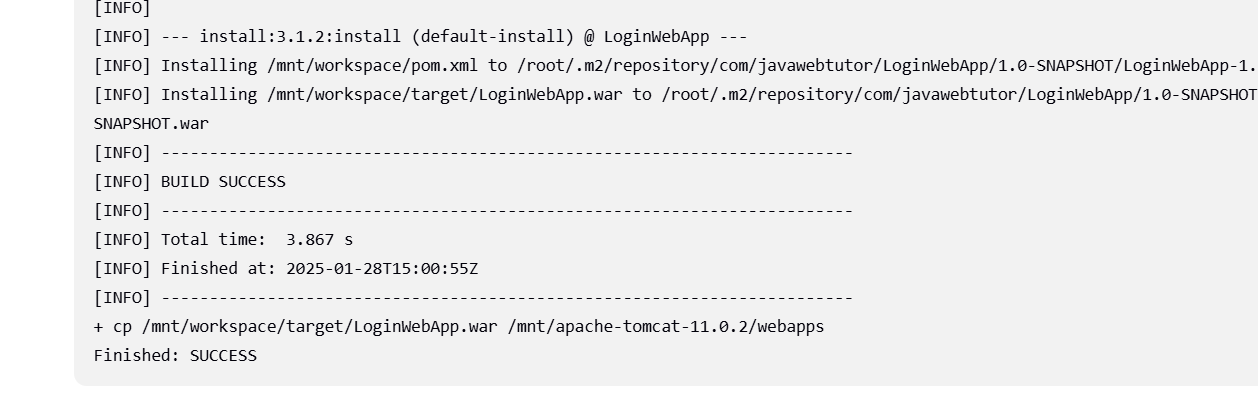 [INFO]
[INFO] --- install:3.1.2:install (default-install) @ LoginWebApp ---
[INFO] Installing /mnt/workspace/pom.xml to /root/.m2/repository/com/javawebtutor/LoginWebApp/1.0-SNAPSHOT/LoginWebApp-1.
[INFO] Installing /mnt/workspace/target/LoginWebApp.war to /root/.m2/repository/com/javawebtutor/LoginWebApp/1.0-SNAPSHOT
SNAPSHOT.war
[INFO] ------------------------------------------------------------------------
[INFO] BUILD SUCCESS
[INFO] ------------------------------------------------------------------------
[INFO] Total time:  3.867 s
[INFO] Finished at: 2025-01-28T15:00:55Z
[INFO] ------------------------------------------------------------------------
+ cp /mnt/workspace/target/LoginWebApp.war /mnt/apache-tomcat-11.0.2/webapps
Finished: SUCCESS